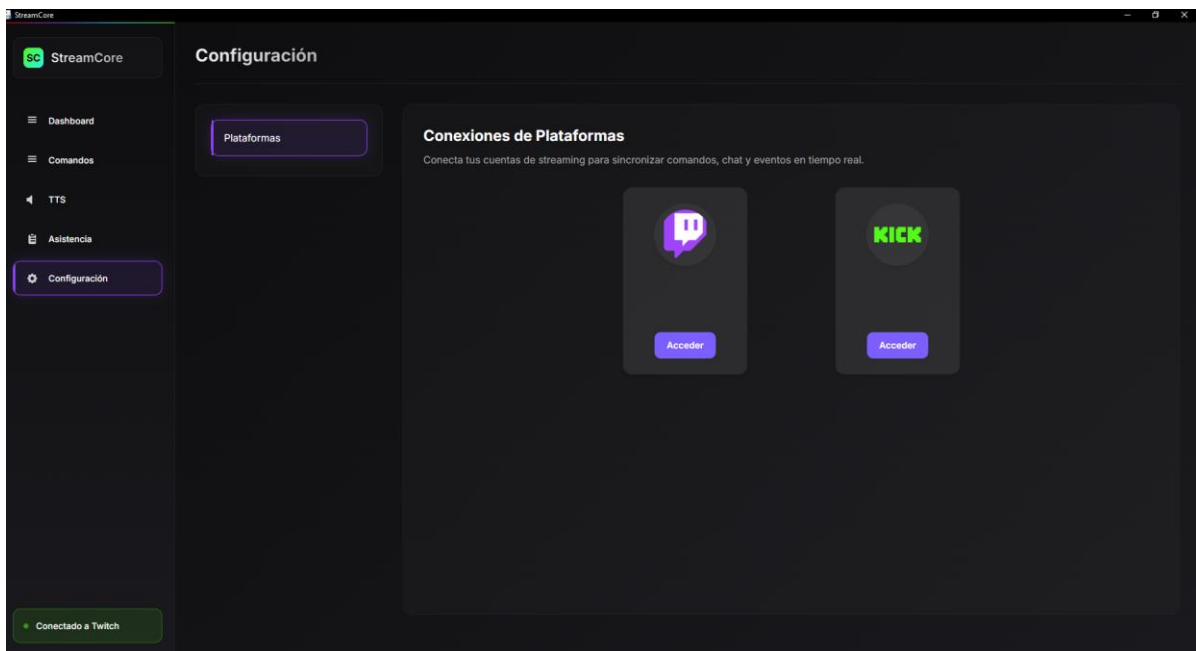 StreamCore
SC StreamCore
Configuración
Dashboard
Comandos
TTS
Asistencia
Configuración
Conectado a Twitch
Plataformas
Conexiones de Plataformas
Conecta tus cuentas de streaming para sincronizar comandos, chat y eventos en tiempo real.
KICK
Acceder
Acceder